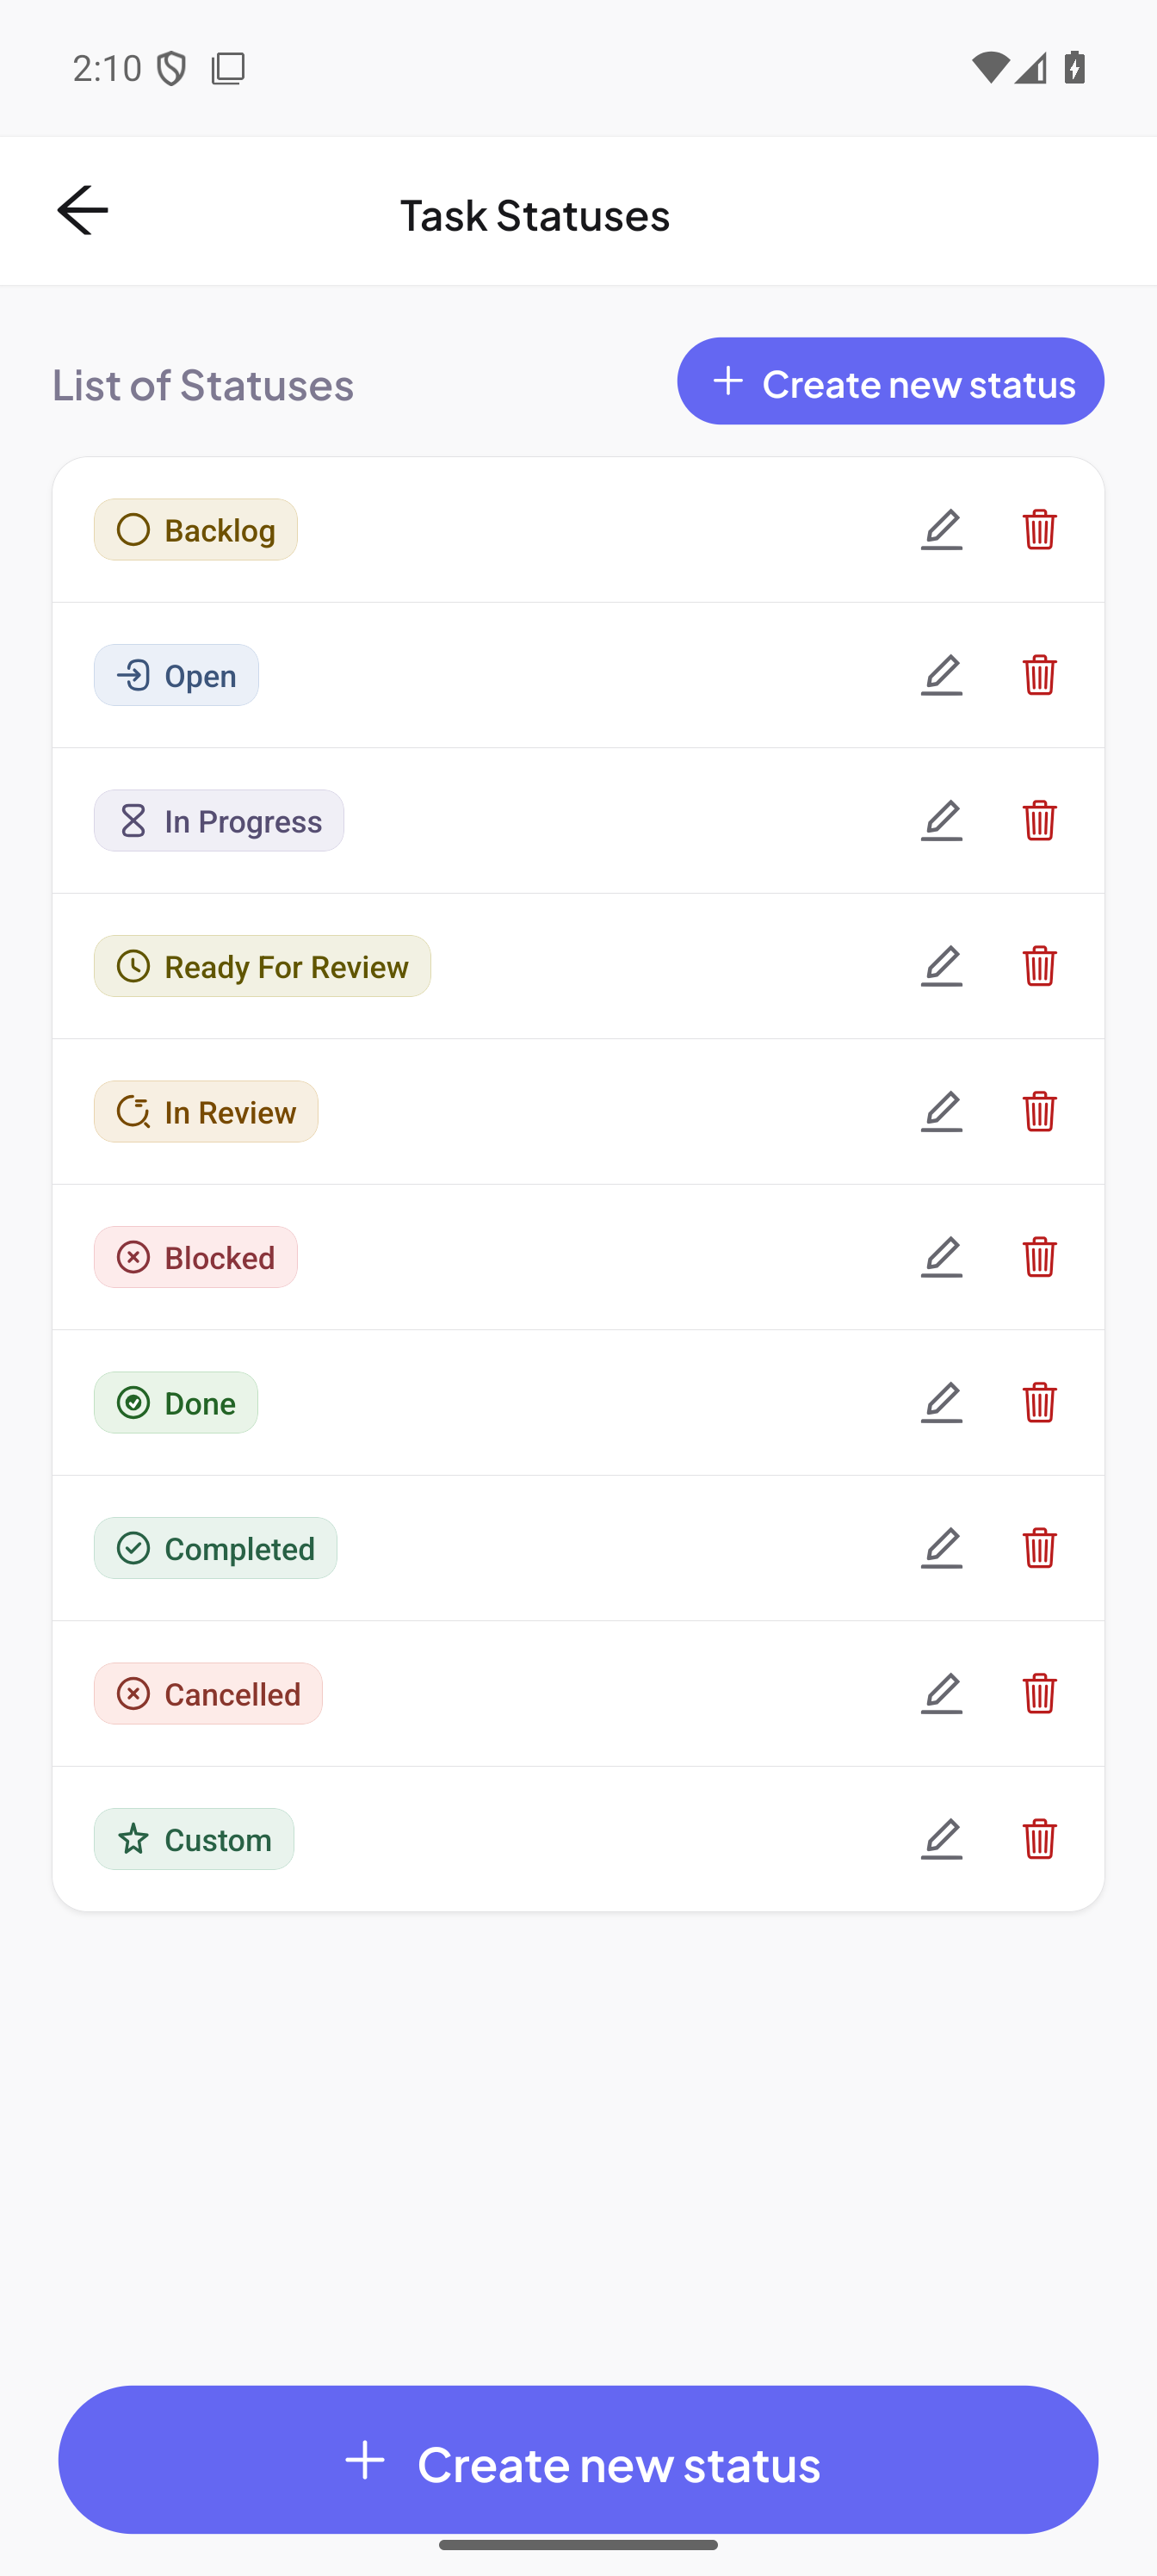 2:10
Task Statuses
List of Statuses
Create new status
Backlog
Open
In Progress
Ready For Review
In Review
Blocked
Done
Completed
Cancelled
Custom
Create new status